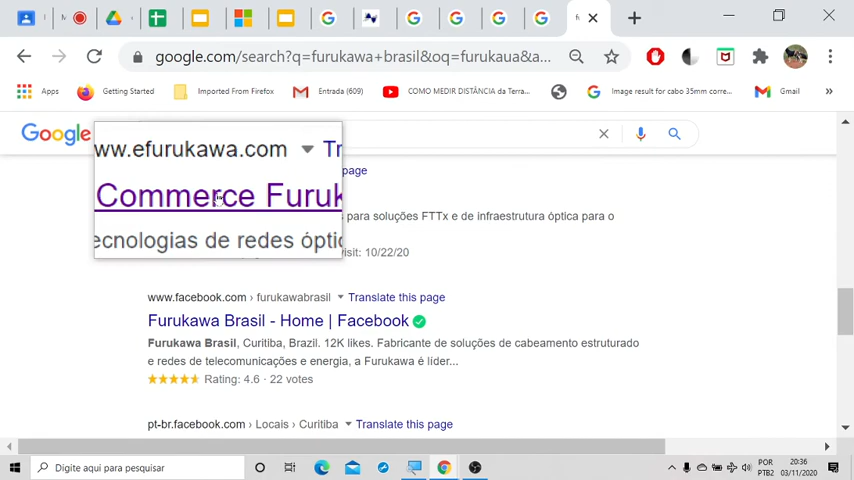 google.com/search?q=furukawa+brasil&oq=furukaua&a...
Apps
Getting Started
Imported From Firefox
Entrada (609)
COMO MEDIR DISTÂNCIA da Terra...
Image result for cabo 35mm corre...
Gmail
»
Google
ww.efurukawa.com
Tr
page
Commerce Furuk
para soluções FTTx e de infraestrutura óptica para o
ecnologias de redes óptic
visit: 10/22/20
www.facebook.com › furukawabrasil Translate this page
Furukawa Brasil - Home | Facebook
Furukawa Brasil, Curitiba, Brazil. 12K likes. Fabricante de soluções de cabeamento estruturado
e redes de telecomunicações e energia, a Furukawa é líder...
Rating: 4.6 · 22 votes
pt-br.facebook.com › Locais › Curitiba Translate this page
Digite aqui para pesquisar
POR
PTB2
20:36
03/11/2020